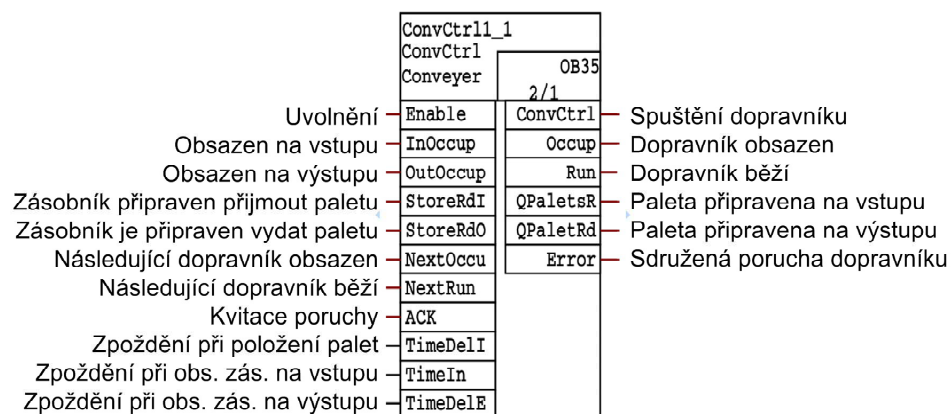 ConvCtrl1_1
ConvCtrl
Conveyer
OB35
2/1
Uvolnění Enable ConvCtrl Spuštění dopravníku
Obsazen na vstupu InOccup Occup Dopravník obsazen
Obsazen na výstupu OutOccup Run Dopravník běží
Zásobník připraven přijmout paletu StoreRdI QPaletsR Paleta připravena na vstupu
Zásobník je připraven vydat paletu StoreRdO QPaletRd Paleta připravena na výstupu
Následující dopravník obsazen NextOccu Error Sdružená porucha dopravníku
Následující dopravník běží NextRun
Kvitace poruchy ACK
Zpoždění při položení palet TimeDelI
Zpoždění při obs. zás. na vstupu TimeIn
Zpoždění při obs. zás. na výstupu TimeDelE